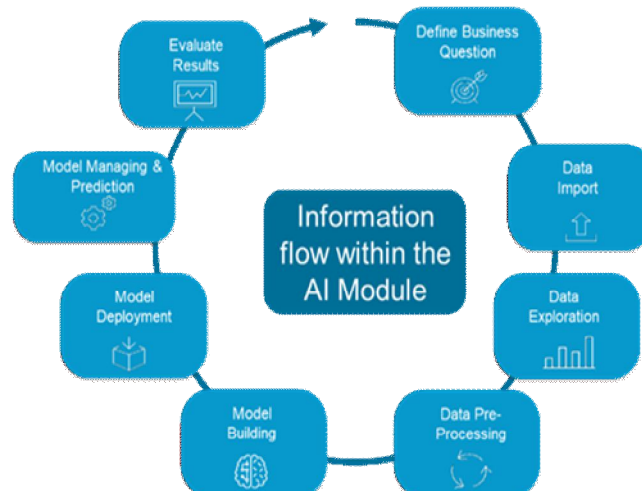 Define Business
Question
Data
Import
Data
Exploration
Data Pre-
Processing
Model
Building
Model
Deployment
Model Managing &
Prediction
Evaluate
Results
Information
flow within the
AI Module